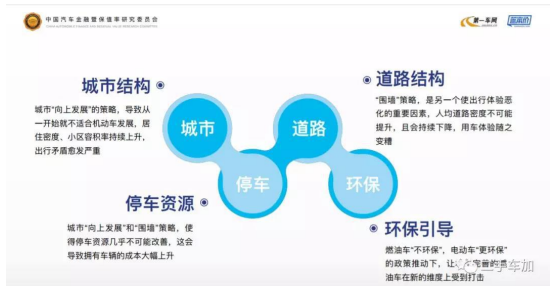 中国汽车金融暨保值率研究委员会
第一车网
城市结构
城市“向上发展”的策略，导致从
一开始就不适合机动车发展，居
住密度、小区容积率持续上升，
出行矛盾愈发严重
道路结构
“围墙”策略，是另一个使出行体验恶
化的重要因素，人均道路密度不可能
提升，且会持续下降，用车体验随之
变糟
城市
道路
停车
环保
停车资源
城市“向上发展”和“围墙”策略，使
得停车资源几乎不可能改善，这会
导致拥有车辆的成本大幅上升
环保引导
燃油车“不环保”，电动车“更环保”
的政策推动下，让
完善的
油车在新的维度上受到打击
二手车加